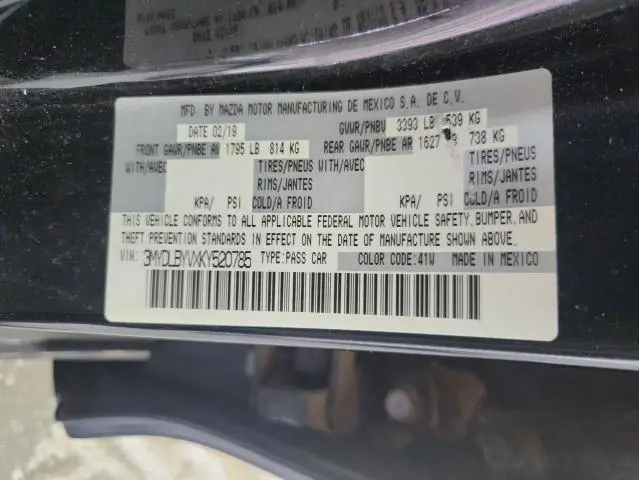 MFD BY MAZDA MOTOR MANUFACTURING DE MEXICO S.A. DE C.V.
DATE 02/19 GVWR/PNBV 3393 LB 539 KG
FRONT GAWR/PNBE AV 1795 LB 814 KG REAR GAWR/PNBE AR 1627 738 KG
WITH/AVEC TIRES/PNEUS WITH/AVEC TIRES/PNEUS
RIMS/JANTES RIMS/JANTES
KPA/ PSI COLD/A FROID KPA/ PSI COLD/A FROID
THIS VEHICLE CONFORMS TO ALL APPLICABLE FEDERAL MOTOR VEHICLE SAFETY, BUMPER, AND
THEFT PREVENTION STANDARDS IN EFFECT ON THE DATE OF MANUFACTURE SHOWN ABOVE.
VIN: 3MYDLBYVXKY520785 TYPE:PASS CAR COLOR CODE:41W MADE IN MEXICO